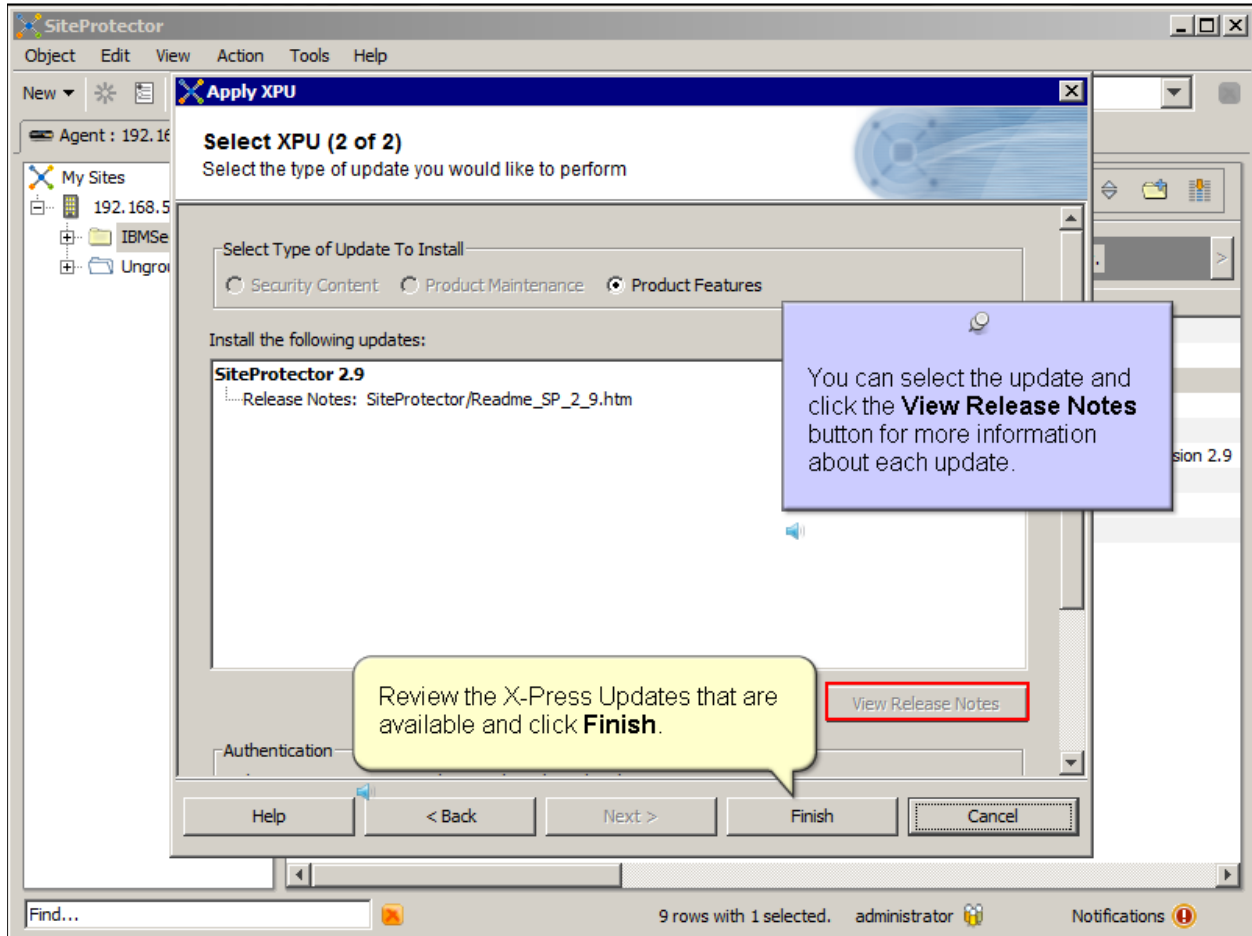 SiteProtector
Object Edit View Action Tools Help
New
Apply XPU
Agent : 192.16
Select XPU (2 of 2)
Select the type of update you would like to perform
My Sites
192.168.5
IBMSe
Ungrou
Select Type of Update To Install
Security Content Product Maintenance Product Features
Install the following updates:
SiteProtector 2.9
Release Notes: SiteProtector/Readme_SP_2_9.htm
You can select the update and
click the View Release Notes
button for more information
about each update.
sion 2.9
Review the X-Press Updates that are
available and click Finish.
View Release Notes
Authentication
Help < Back Next > Finish Cancel
Find...
9 rows with 1 selected. administrator Notifications